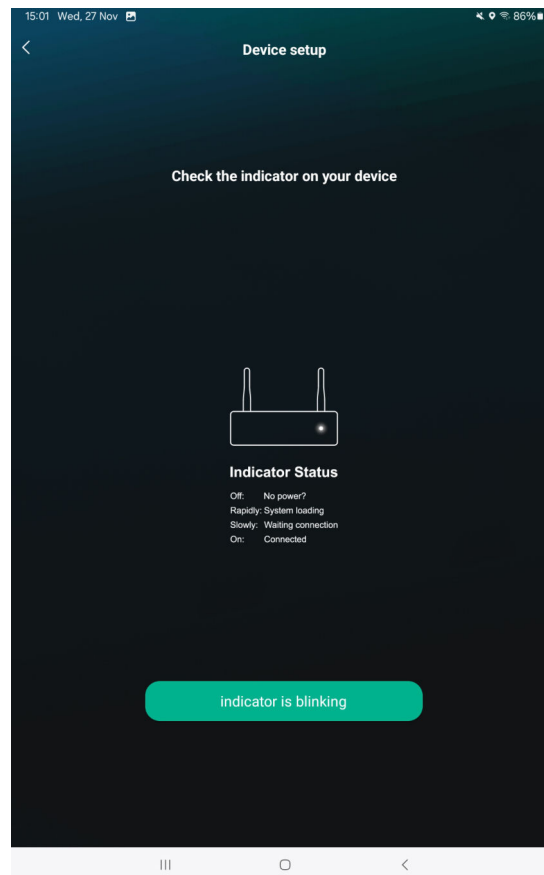 15:01 Wed, 27 Nov 86%
Device setup
Check the indicator on your device
Indicator Status
Off: No power?
Rapidly: System loading
Slowly: Waiting connection
On: Connected
indicator is blinking